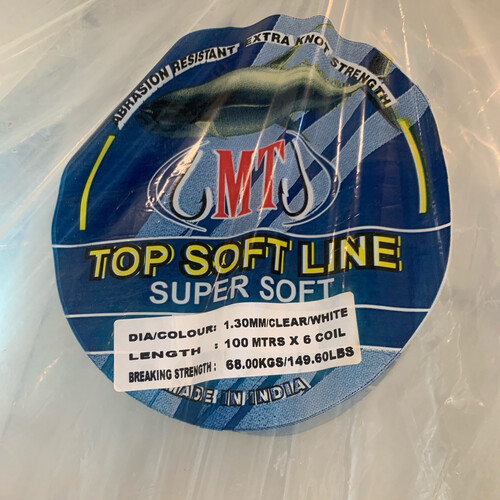 ABRASION RESISTANT EXTRA KNOT STRENGTH
MT
TOP SOFT LINE
SUPER SOFT
DIA/COLOUR: 1.30MM/CLEAR/WHITE
LENGTH : 100 MTRS X 6 COIL
BREAKING STRENGTH : 68.00KGS/149.60LBS
MADE IN INDIA